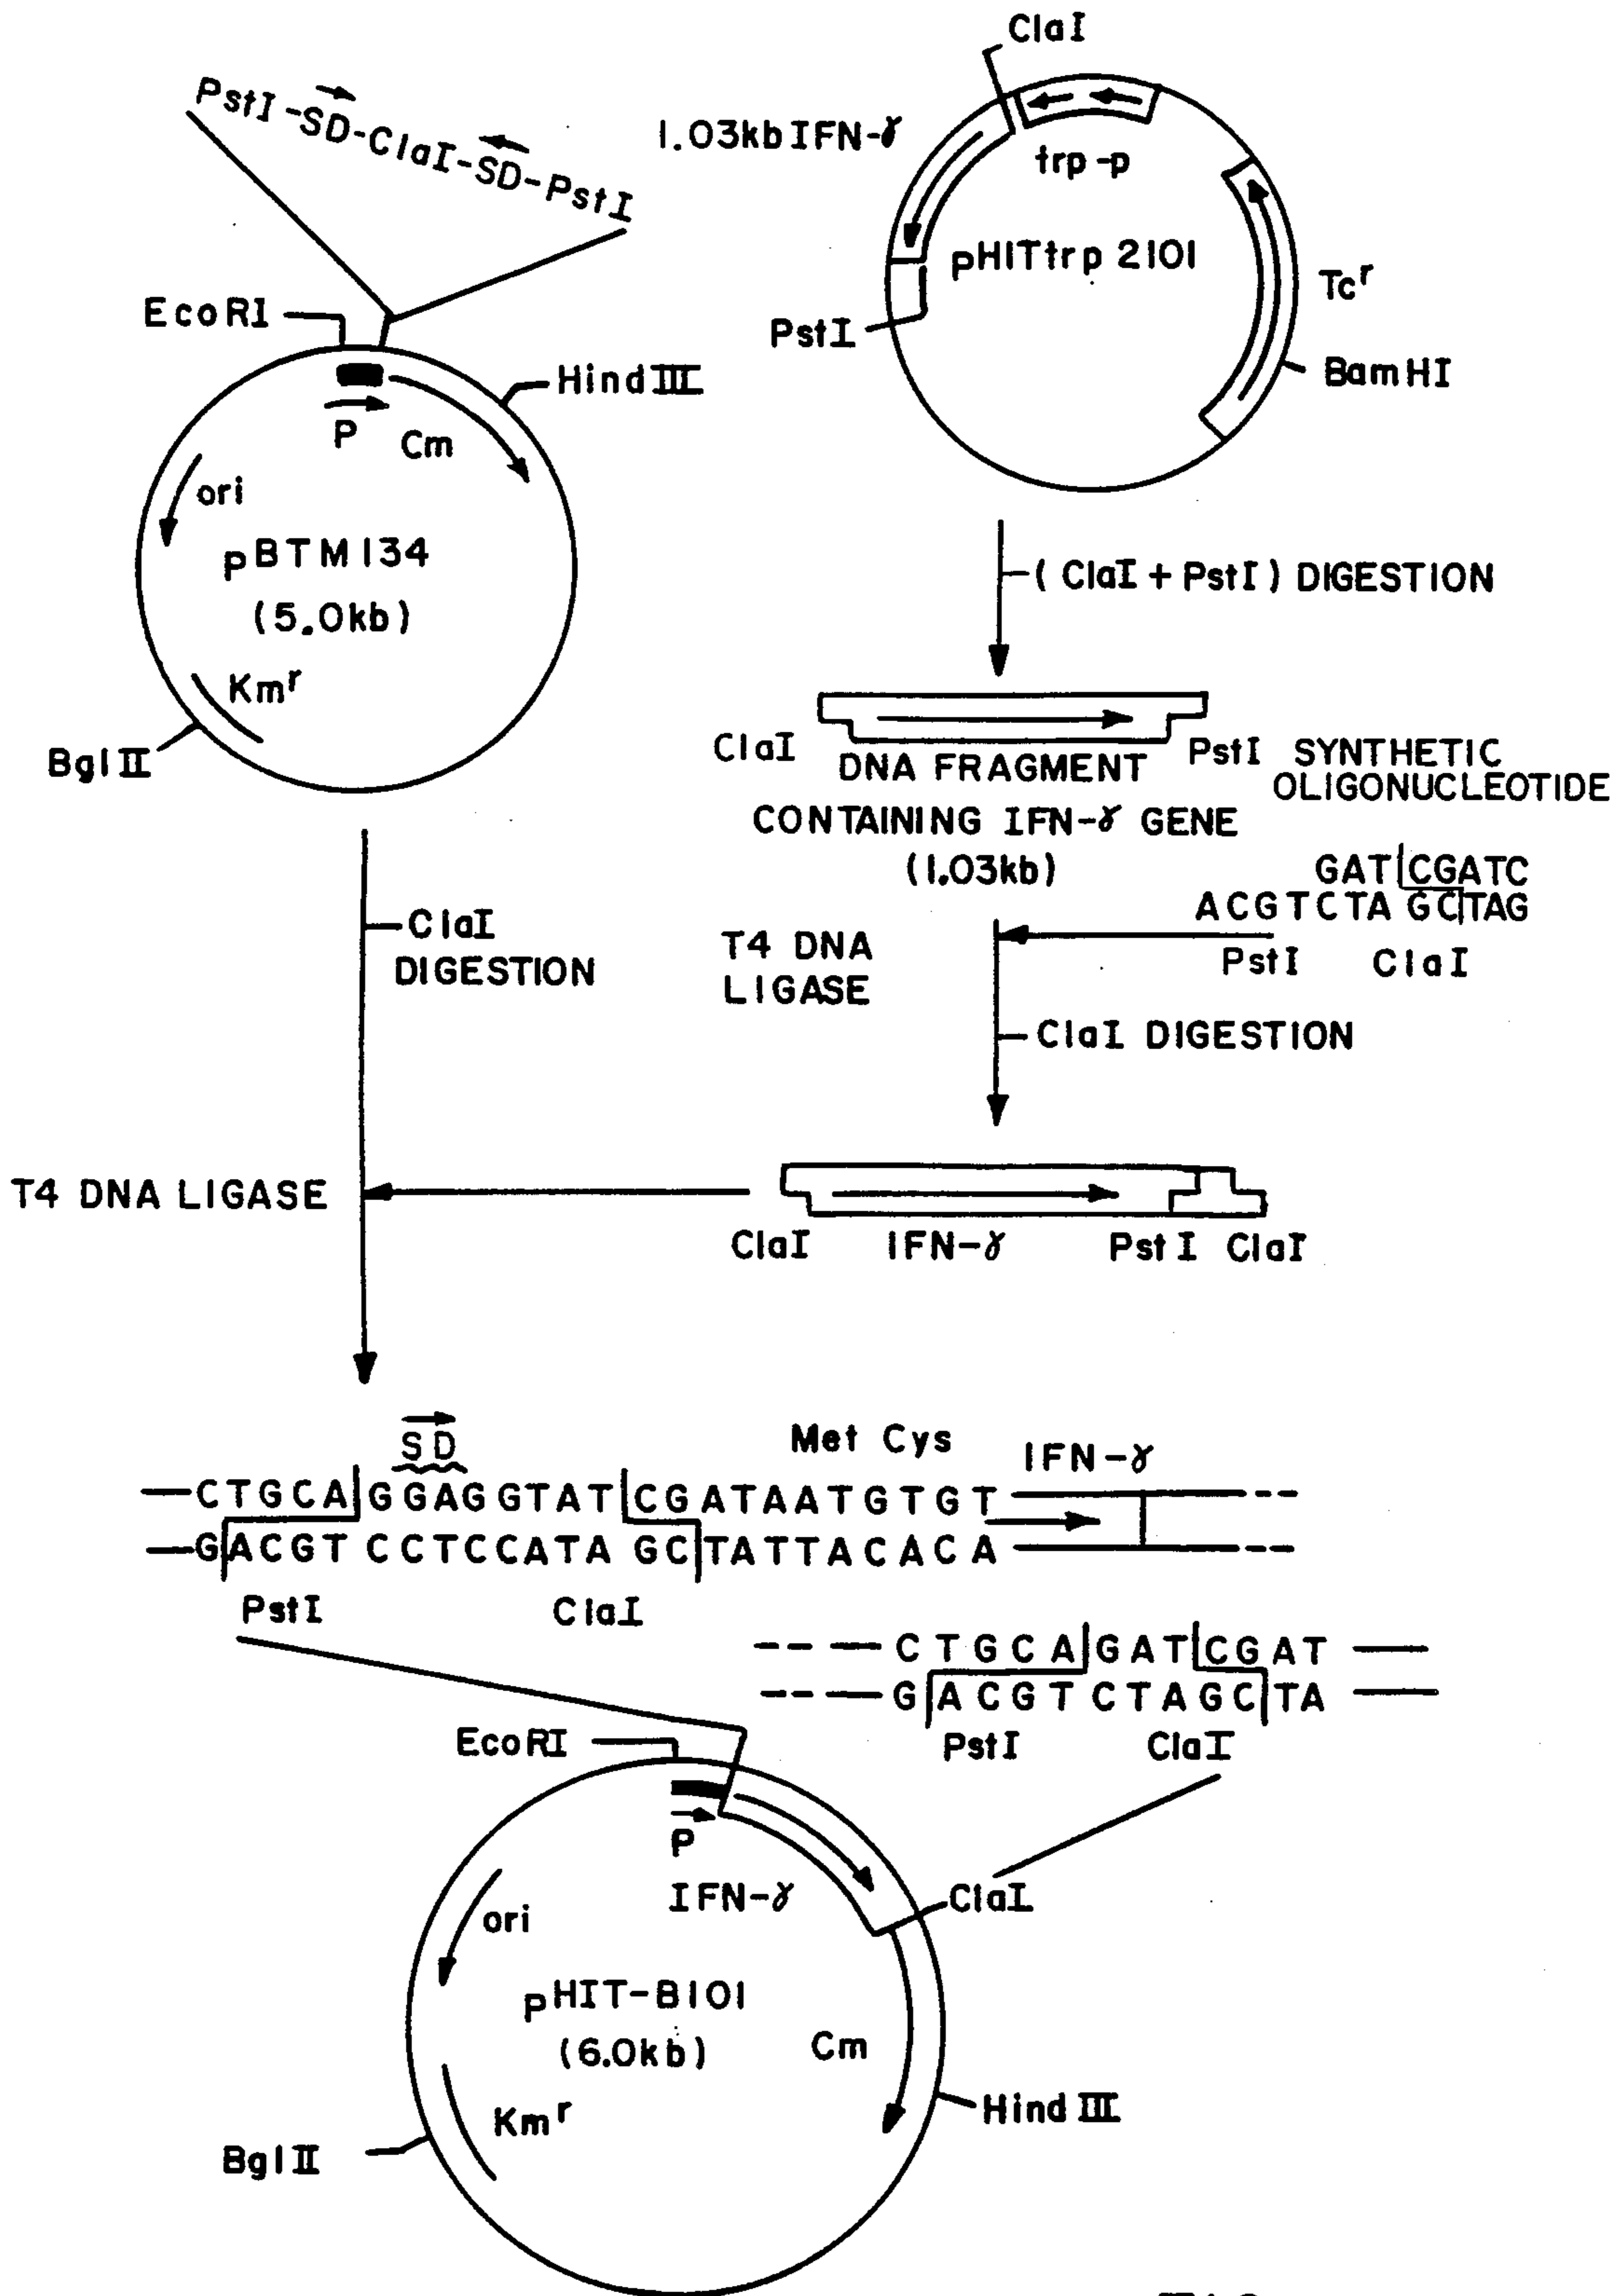 PstI-SD-ClaI-SD-PstI
EcoRI
HindIII
P
Cm
ori
pBTM134
(5.0kb)
Kmr
BglII
ClaI
1.03kb IFN-γ
trp-p
pHITtrp 2101
Tcr
PstI
BamHI
(ClaI + PstI) DIGESTION
ClaI
PstI
DNA FRAGMENT
CONTAINING IFN-γ GENE
(1.03kb)
SYNTHETIC
OLIGONUCLEOTIDE
GATCGATC
ACGTCTAGCTAG
PstI ClaI
T4 DNA
LIGASE
ClaI
DIGESTION
ClaI DIGESTION
T4 DNA LIGASE
ClaI IFN-γ PstI ClaI
SD
Met Cys
IFN-γ
—CTGCAGGAGGTATCGATAATGTGT
—GACGTCCTCCATAGCTATTACACA
PstI ClaI
--—CTGCAGATCGAT—
--—GACGTCTAGCTA—
PstI ClaI
EcoRI
P
IFN-γ
ClaI
ori
pHIT-B101
(6.0kb)
Cm
HindIII
Kmr
BglII